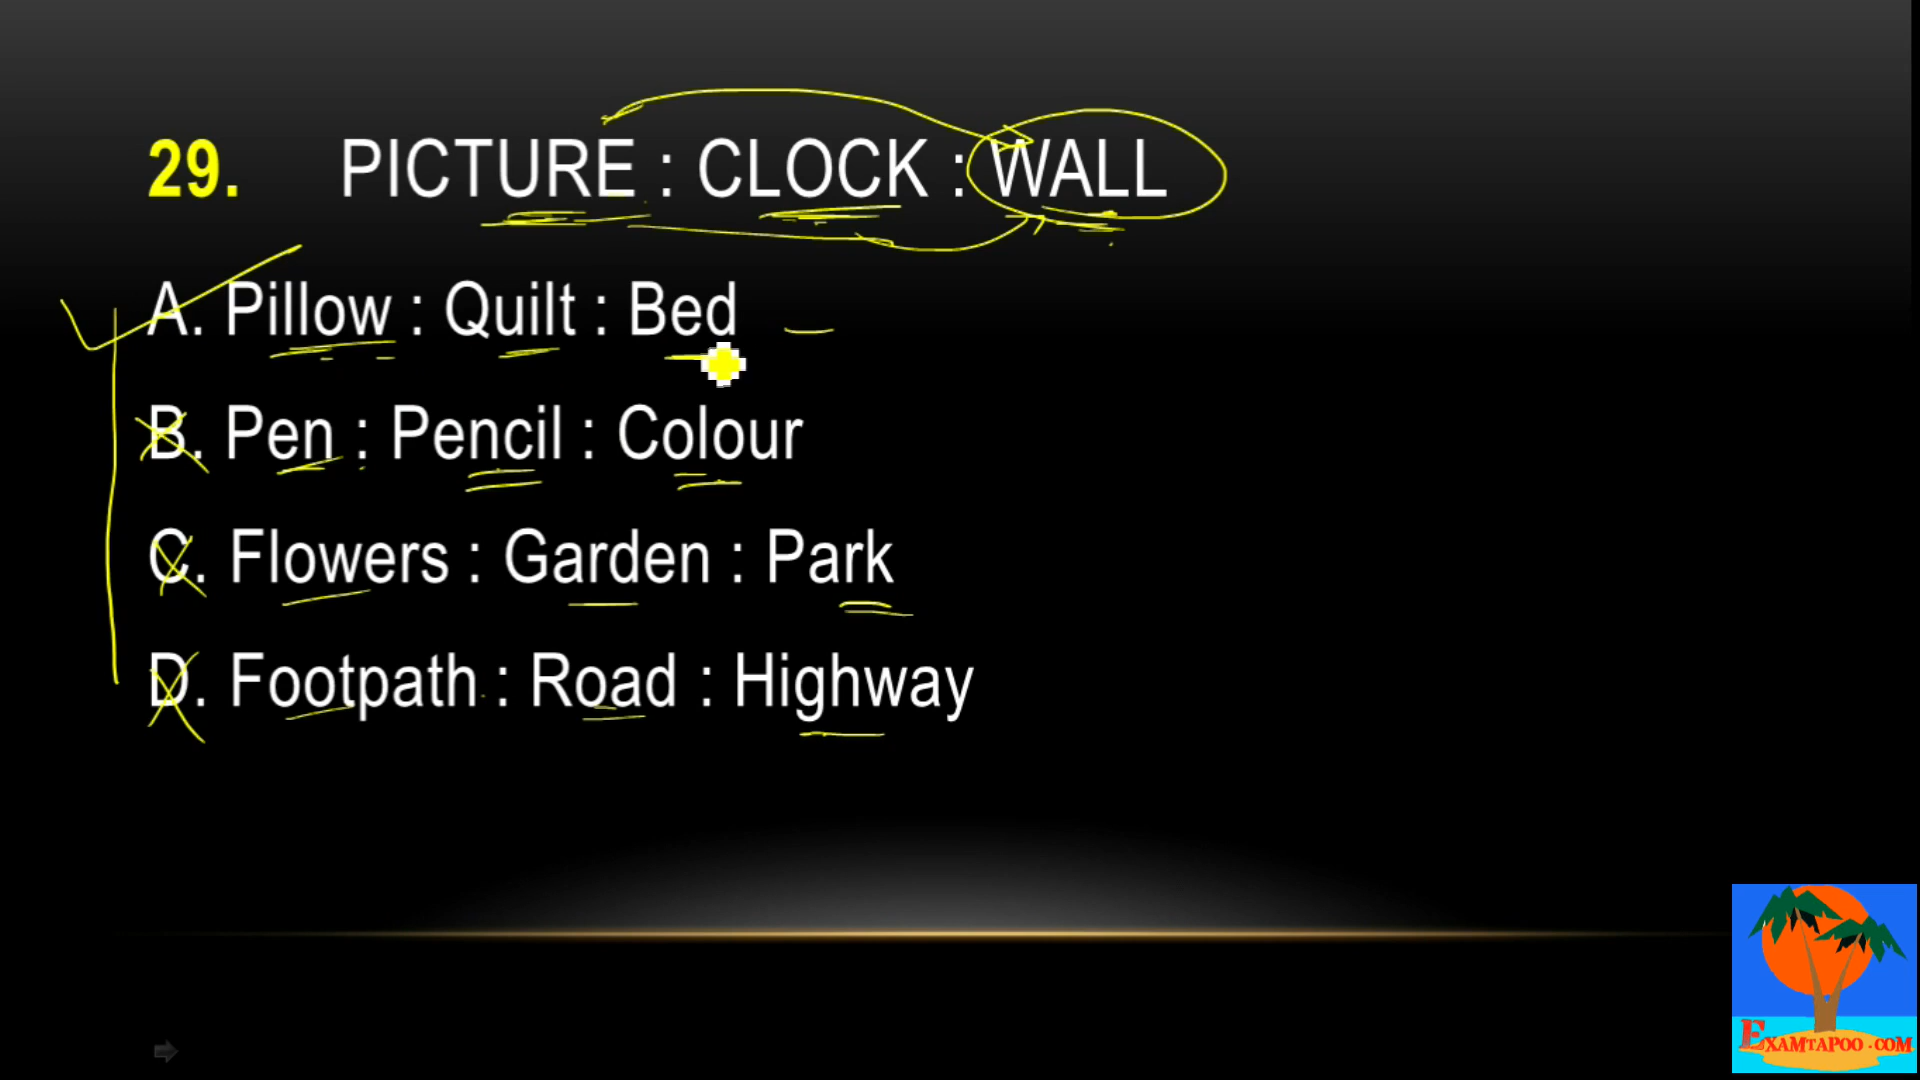 29. PICTURE : CLOCK : WALL
A. Pillow : Quilt : Bed
B. Pen : Pencil : Colour
C. Flowers : Garden : Park
D. Footpath : Road : Highway
EXAMTAPOO.COM